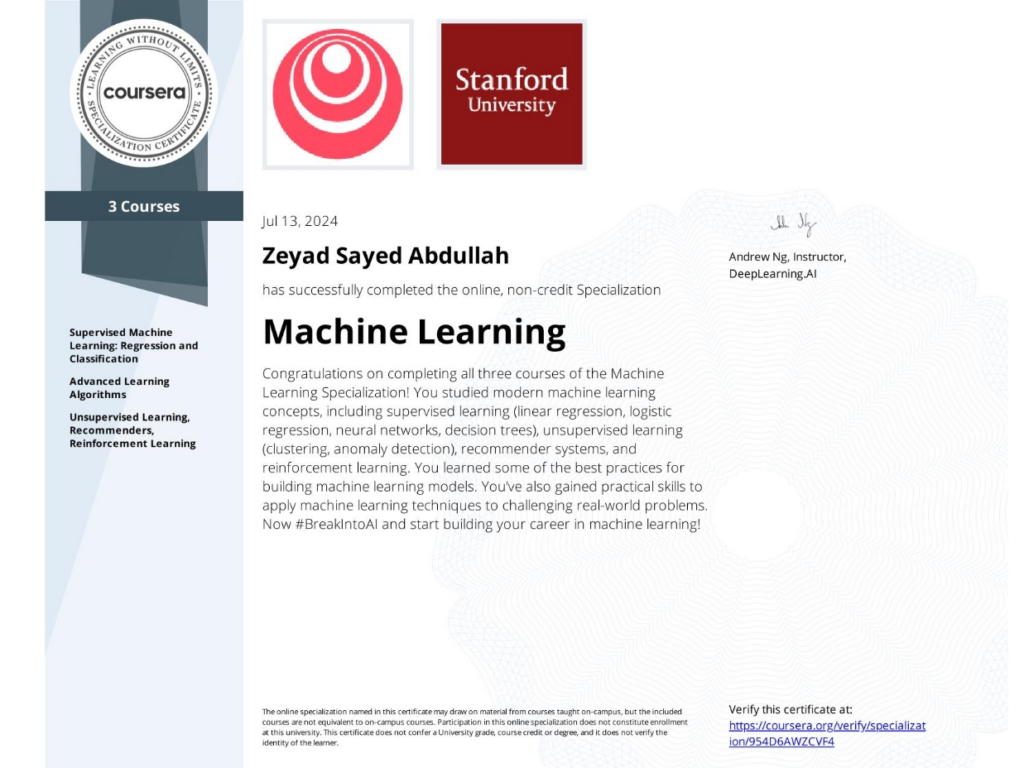 LEARNING WITHOUT LIMITS
coursera
SPECIALIZATION CERTIFICATE
Stanford
University
3 Courses
Supervised Machine
Learning: Regression and
Classification
Advanced Learning
Algorithms
Unsupervised Learning,
Recommenders,
Reinforcement Learning
Jul 13, 2024
Zeyad Sayed Abdullah
has successfully completed the online, non-credit Specialization
Machine Learning
Congratulations on completing all three courses of the Machine
Learning Specialization! You studied modern machine learning
concepts, including supervised learning (linear regression, logistic
regression, neural networks, decision trees), unsupervised learning
(clustering, anomaly detection), recommender systems, and
reinforcement learning. You learned some of the best practices for
building machine learning models. You've also gained practical skills to
apply machine learning techniques to challenging real-world problems.
Now #BreakIntoAI and start building your career in machine learning!
Andrew Ng, Instructor,
DeepLearning.AI
The online specialization named in this certificate may draw on material from courses taught on-campus, but the included
courses are not equivalent to on-campus courses. Participation in this online specialization does not constitute enrollment
at this university. This certificate does not confer a University grade, course credit or degree, and it does not verify the
identity of the learner.
Verify this certificate at:
https://coursera.org/verify/specializat
ion/954D6AWZCVF4